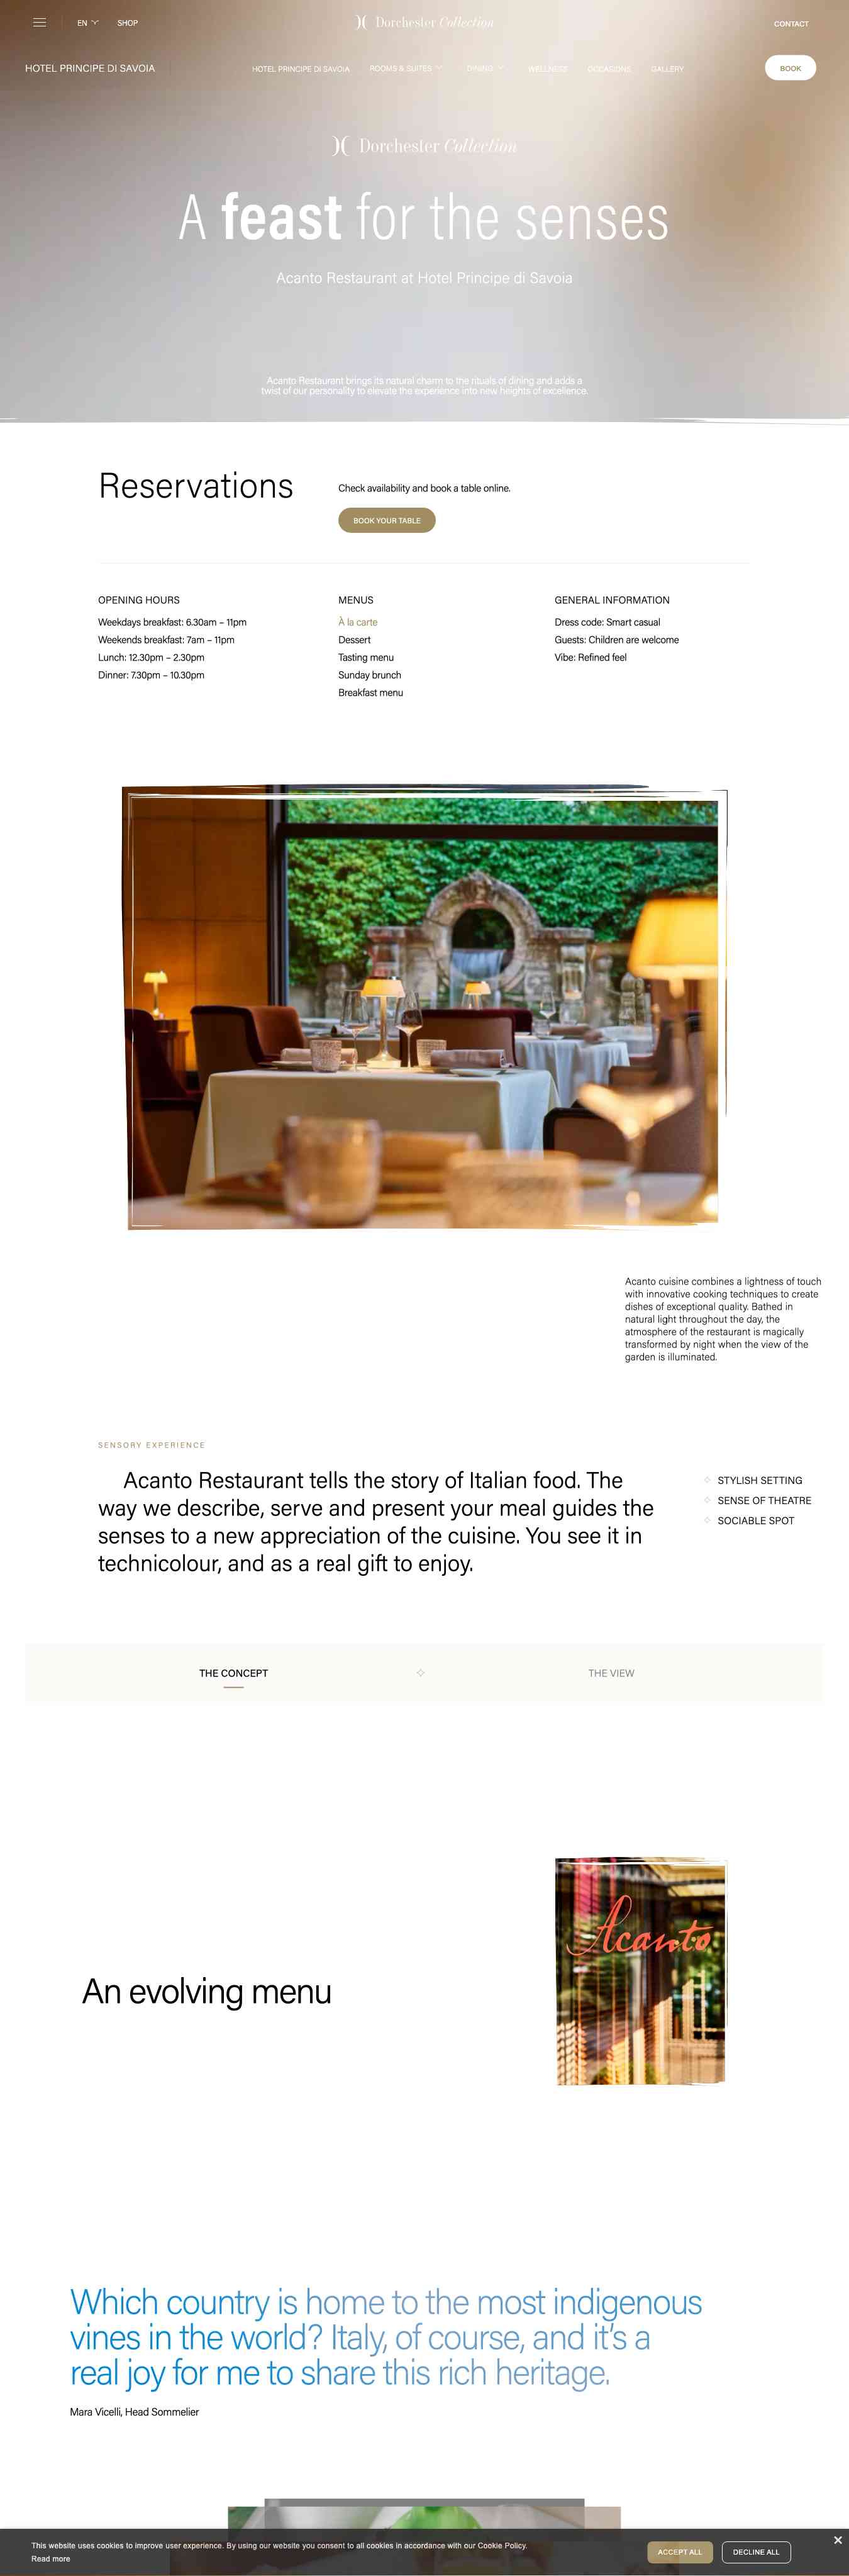 EN
SHOP
Dorchester Collection
CONTACT
HOTEL PRINCIPE DI SAVOIA
HOTEL PRINCIPE DI SAVOIA
ROOMS & SUITES
DINING
WELLNESS
OCCASIONS
GALLERY
BOOK
Dorchester Collection
A feast for the senses
Acanto Restaurant at Hotel Principe di Savoia
Acanto Restaurant brings its natural charm to the rituals of dining and adds a
twist of our personality to elevate the experience into new heights of excellence.
Reservations
Check availability and book a table online.
BOOK YOUR TABLE
OPENING HOURS
Weekdays breakfast: 6.30am – 11pm
Weekends breakfast: 7am – 11pm
Lunch: 12.30pm – 2.30pm
Dinner: 7.30pm – 10.30pm
MENUS
À la carte
Dessert
Tasting menu
Sunday brunch
Breakfast menu
GENERAL INFORMATION
Dress code: Smart casual
Guests: Children are welcome
Vibe: Refined feel
Acanto cuisine combines a lightness of touch
with innovative cooking techniques to create
dishes of exceptional quality. Bathed in
natural light throughout the day, the
atmosphere of the restaurant is magically
transformed by night when the view of the
garden is illuminated.
SENSORY EXPERIENCE
Acanto Restaurant tells the story of Italian food. The
way we describe, serve and present your meal guides the
senses to a new appreciation of the cuisine. You see it in
technicolour, and as a real gift to enjoy.
STYLISH SETTING
SENSE OF THEATRE
SOCIABLE SPOT
THE CONCEPT
THE VIEW
Acanto
An evolving menu
Which country is home to the most indigenous
vines in the world? Italy, of course, and it's a
real joy for me to share this rich heritage.
Mara Vicelli, Head Sommelier
This website uses cookies to improve user experience. By using our website you consent to all cookies in accordance with our Cookie Policy.
Read more
ACCEPT ALL
DECLINE ALL